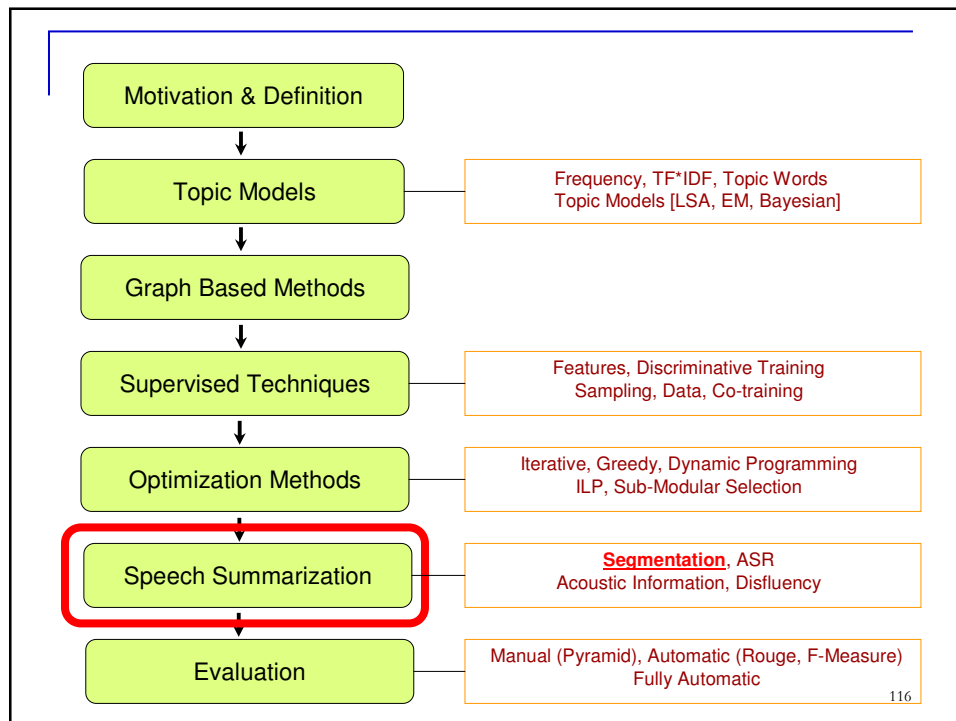 Motivation & Definition
Topic Models
Frequency, TF*IDF, Topic Words
Topic Models [LSA, EM, Bayesian]
Graph Based Methods
Supervised Techniques
Features, Discriminative Training
Sampling, Data, Co-training
Optimization Methods
Iterative, Greedy, Dynamic Programming
ILP, Sub-Modular Selection
Speech Summarization
Segmentation, ASR
Acoustic Information, Disfluency
Evaluation
Manual (Pyramid), Automatic (Rouge, F-Measure)
Fully Automatic
116